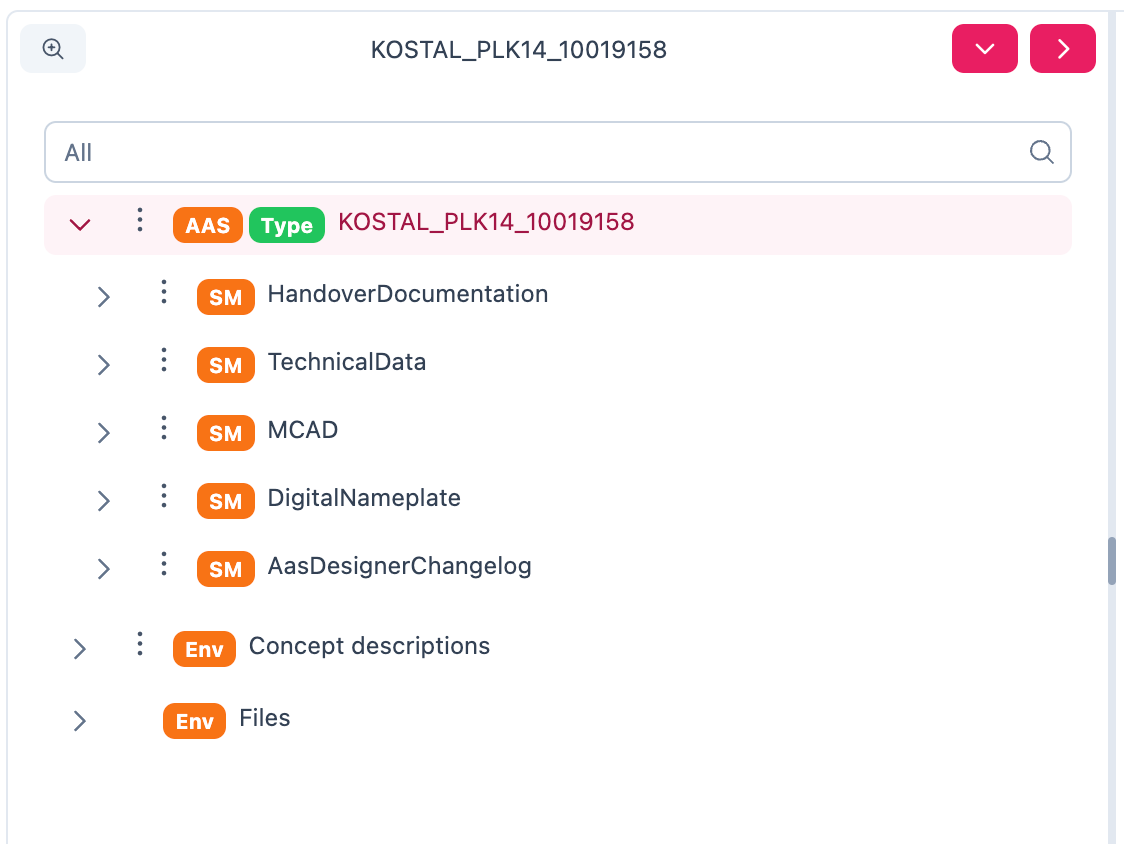 KOSTAL_PLK14_10019158
All
AAS Type KOSTAL_PLK14_10019158
SM HandoverDocumentation
SM TechnicalData
SM MCAD
SM DigitalNameplate
SM AasDesignerChangelog
Env Concept descriptions
Env Files